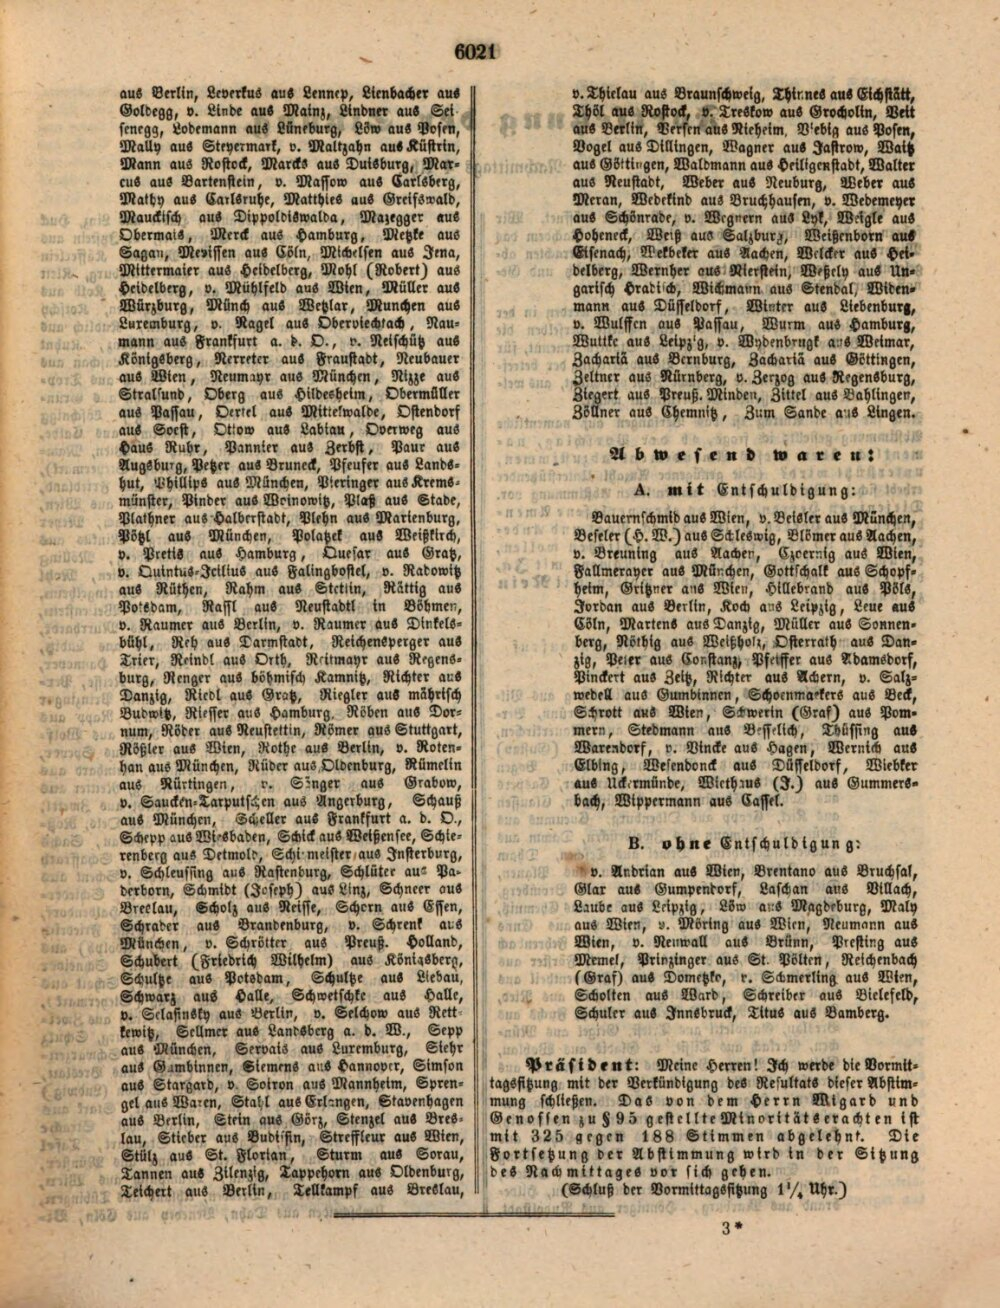 6021
aus Berlin, Leverkus aus Lennep, Lienbacher aus
Goldegg, v. Linde aus Mainz, Lindner aus Sei-
senegg, Lodemann aus Lüneburg, Löw aus Posen,
Mally aus Steyermark, v. Maltzahn aus Küstrin,
Mann aus Rostock, Marcks aus Duisburg, Mar-
cus aus Bartenstein, v. Massow aus Carlsberg,
Mathy aus Carlsruhe, Matthies aus Greifswald,
Mauckisch aus Dippoldiswalda, Mazegger aus
Obermais, Merck aus Hamburg, Metzke aus
Sagan, Mevissen aus Cöln, Michelsen aus Jena,
Mittermaier aus Heidelberg, Mohl (Robert) aus
Heidelberg, v. Mühlfeld aus Wien, Müller aus
Würzburg, Münch aus Wetzlar, Munchen aus
Luxemburg, v. Nagel aus Oberviechtach, Nau-
mann aus Frankfurt a. d. O., v. Neischütz aus
Königsberg, Nerreter aus Fraustadt, Neubauer
aus Wien, Neumayr aus München, Nizze aus
Stralsund, Oberg aus Hildesheim, Obermüller
aus Passau, Oertel aus Mittelwalde, Ostendorf
aus Soest, Ottow aus Labian, Overweg aus
Haus Ruhr, Pannier aus Zerbst, Paur aus
Augsburg, Petzer aus Bruneck, Pfeufer aus Lands-
hut, Phillips aus München, Pieringer aus Krems-
münster, Pinder aus Woinowitz, Plaß aus Stade,
Plathner aus Halberstadt, Plehn aus Marienburg,
Pötzl aus München, Polatzek aus Weißkirch,
v. Pretis aus Hamburg, Quesar aus Gratz,
v. Quintus-Icilius aus Falingbostel, v. Radowitz
aus Rüthen, Rahm aus Stettin, Rättig aus
Potsdam, Raffl aus Neustadtl in Böhmen,
v. Raumer aus Berlin, v. Raumer aus Dinkels-
bühl, Reh aus Darmstadt, Reichensperger aus
Trier, Reindl aus Orth, Reitmayr aus Regens-
burg, Renger aus böhmisch Kamnitz, Richter aus
Danzig, Riedl aus Gratz, Riegler aus mährisch
Budwitz, Riesser aus Hamburg, Röben aus Dor-
num, Röder aus Neustettin, Römer aus Stuttgart,
Rößler aus Wien, Rothe aus Berlin, v. Roten-
han aus München, Rüder aus Oldenburg, Rümelin
aus Nürtingen, v. Sänger aus Grabow,
v. Saucken-Tarputschen aus Angerburg, Schauß
aus München, Scheller aus Frankfurt a. d. O.,
Schepp aus Wiesbaden, Schick aus Weißensee, Schie-
renberg aus Detmold, Schirmeister aus Insterburg,
v. Schleussing aus Rastenburg, Schlüter aus Pa-
derborn, Schmidt (Joseph) aus Linz, Schneer aus
Breslau, Scholz aus Neisse, Schorn aus Essen,
Schrader aus Brandenburg, v. Schrenk aus
München, v. Schrötter aus Preuß. Holland,
Schubert (Friedrich Wilhelm) aus Königsberg,
Schultze aus Potsdam, Schultze aus Liebau,
Schwarz aus Halle, Schwetschke aus Halle,
v. Selasinsky aus Berlin, v. Selchow aus Rett-
kewitz, Sellmer aus Landsberg a. d. W., Sepp
aus München, Servais aus Luxemburg, Siehr
aus Gumbinnen, Siemens aus Hannover, Simson
aus Stargard, v. Soiron aus Mannheim, Spren-
gel aus Waren, Stahl aus Erlangen, Stavenhagen
aus Berlin, Stein aus Görz, Stenzel aus Bres-
lau, Stieber aus Budissin, Streffleur aus Wien,
Stülz aus St. Florian, Sturm aus Sorau,
Tannen aus Zilenzig, Tappehorn aus Oldenburg,
Teichert aus Berlin, Tellkampf aus Breslau,
v. Thielau aus Braunschweig, Thinnes aus Eichstätt,
Thöl aus Rostock, v. Treskow aus Grocholin, Veit
aus Berlin, Versen aus Nieheim, Viebig aus Posen,
Vogel aus Dillingen, Wagner aus Jastrow, Waitz
aus Göttingen, Waldmann aus Heiligenstadt, Walter
aus Neustadt, Weber aus Neuburg, Weber aus
Meran, Wedekind aus Bruchhausen, v. Wedemeyer
aus Schönrade, v. Wegnern aus Lyk, Weigle aus
Hoheneck, Weiß aus Salzburg, Weißenborn aus
Eisenach, Wekbeker aus Aachen, Welcker aus Hei-
delberg, Wernher aus Nierstein, Weßely aus Un-
garisch Hradisch, Wichmann aus Stendal, Widen-
mann aus Düsseldorf, Winter aus Liebenburg,
v. Wulffen aus Passau, Wurm aus Hamburg,
Wuttke aus Leipzig, v. Wydenbrugk aus Weimar,
Zachariä aus Bernburg, Zachariä aus Göttingen,
Zeltner aus Nürnberg, v. Zerzog aus Regensburg,
Ziegert aus Preuß. Minden, Zittel aus Bahlingen,
Zöllner aus Chemnitz, Zum Sande aus Lingen.
Abwesend waren:
A. mit Entschuldigung:
Bauernschmid aus Wien, v. Beisler aus München,
Beseler (H. W.) aus Schleswig, Blömer aus Aachen,
v. Breuning aus Aachen, Czoernig aus Wien,
Fallmerayer aus München, Gottschalk aus Schopf-
heim, Gritzner aus Wien, Hillebrand aus Pöls,
Jordan aus Berlin, Koch aus Leipzig, Leue aus
Cöln, Martens aus Danzig, Müller aus Sonnen-
berg, Nöthig aus Weißholz, Osterrath aus Dan-
zig, Peter aus Constanz, Pfeiffer aus Adamsdorf,
Pinckert aus Zeitz, Richter aus Achern, v. Salz-
wedell aus Gumbinnen, Schoenmackers aus Beck,
Schrott aus Wien, Schwerin (Graf) aus Pom-
mern, Stedmann aus Besselich, Thüssing aus
Warendorf, v. Vincke aus Hagen, Wernich aus
Elbing, Wesendonck aus Düsseldorf, Wiebker
aus Uckermünde, Wiethaus (J.) aus Gummers-
bach, Wippermann aus Cassel.
B. ohne Entschuldigung:
v. Andrian aus Wien, Brentano aus Bruchsal,
Glax aus Gumpendorf, Laschan aus Villach,
Laube aus Leipzig, Löw aus Magdeburg, Maly
aus Wien, v. Möring aus Wien, Neumann aus
Wien, v. Neuwall aus Brünn, Presting aus
Memel, Prinzinger aus St. Pölten, Reichenbach
(Graf) aus Dometzko, v. Schmerling aus Wien,
Scholten aus Ward, Schreiber aus Bielefeld,
Schuler aus Innsbruck, Titus aus Bamberg.
Präsident: Meine Herren! Ich werde die Vormit-
tagssitzung mit der Verkündigung des Resultats dieser Abstim-
mung schließen. Das von dem Herrn Wigard und
Genossen zu § 95 gestellte Minoritätserachten ist
mit 325 gegen 188 Stimmen abgelehnt. Die
Fortsetzung der Abstimmung wird in der Sitzung
des Nachmittages vor sich gehen.
(Schluß der Vormittagssitzung 1¼ Uhr.)
3*